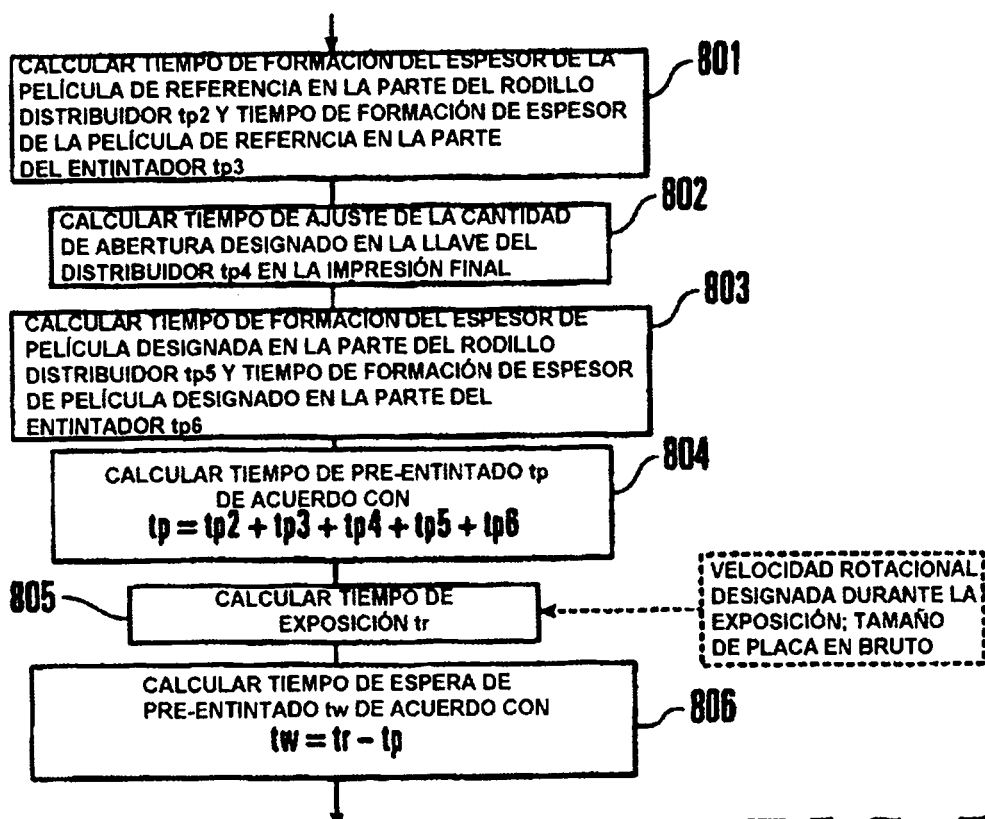 CALCULAR TIEMPO DE FORMACIÓN DEL ESPESOR DE LA
PELÍCULA DE REFERENCIA EN LA PARTE DEL RODILLO
DISTRIBUIDOR tp2 Y TIEMPO DE FORMACIÓN DE ESPESOR
DE LA PELÍCULA DE REFERNCIA EN LA PARTE
DEL ENTINTADOR tp3
801
CALCULAR TIEMPO DE AJUSTE DE LA CANTIDAD
DE ABERTURA DESIGNADO EN LA LLAVE DEL
DISTRIBUIDOR tp4 EN LA IMPRESIÓN FINAL
802
CALCULAR TIEMPO DE FORMACIÓN DEL ESPESOR DE
PELÍCULA DESIGNADA EN LA PARTE DEL RODILLO
DISTRIBUIDOR tp5 Y TIEMPO DE FORMACIÓN DE ESPESOR
DE PELÍCULA DESIGNADO EN LA PARTE DEL
ENTINTADOR tp6
803
CALCULAR TIEMPO DE PRE-ENTINTADO tp
DE ACUERDO CON
tp = tp2 + tp3 + tp4 + tp5 + tp6
804
805
CALCULAR TIEMPO DE
EXPOSICIÓN tr
VELOCIDAD ROTACIONAL
DESIGNADA DURANTE LA
EXPOSICIÓN; TAMAÑO
DE PLACA EN BRUTO
CALCULAR TIEMPO DE ESPERA DE
PRE-ENTINTADO tw DE ACUERDO CON
tw = tr – tp
806